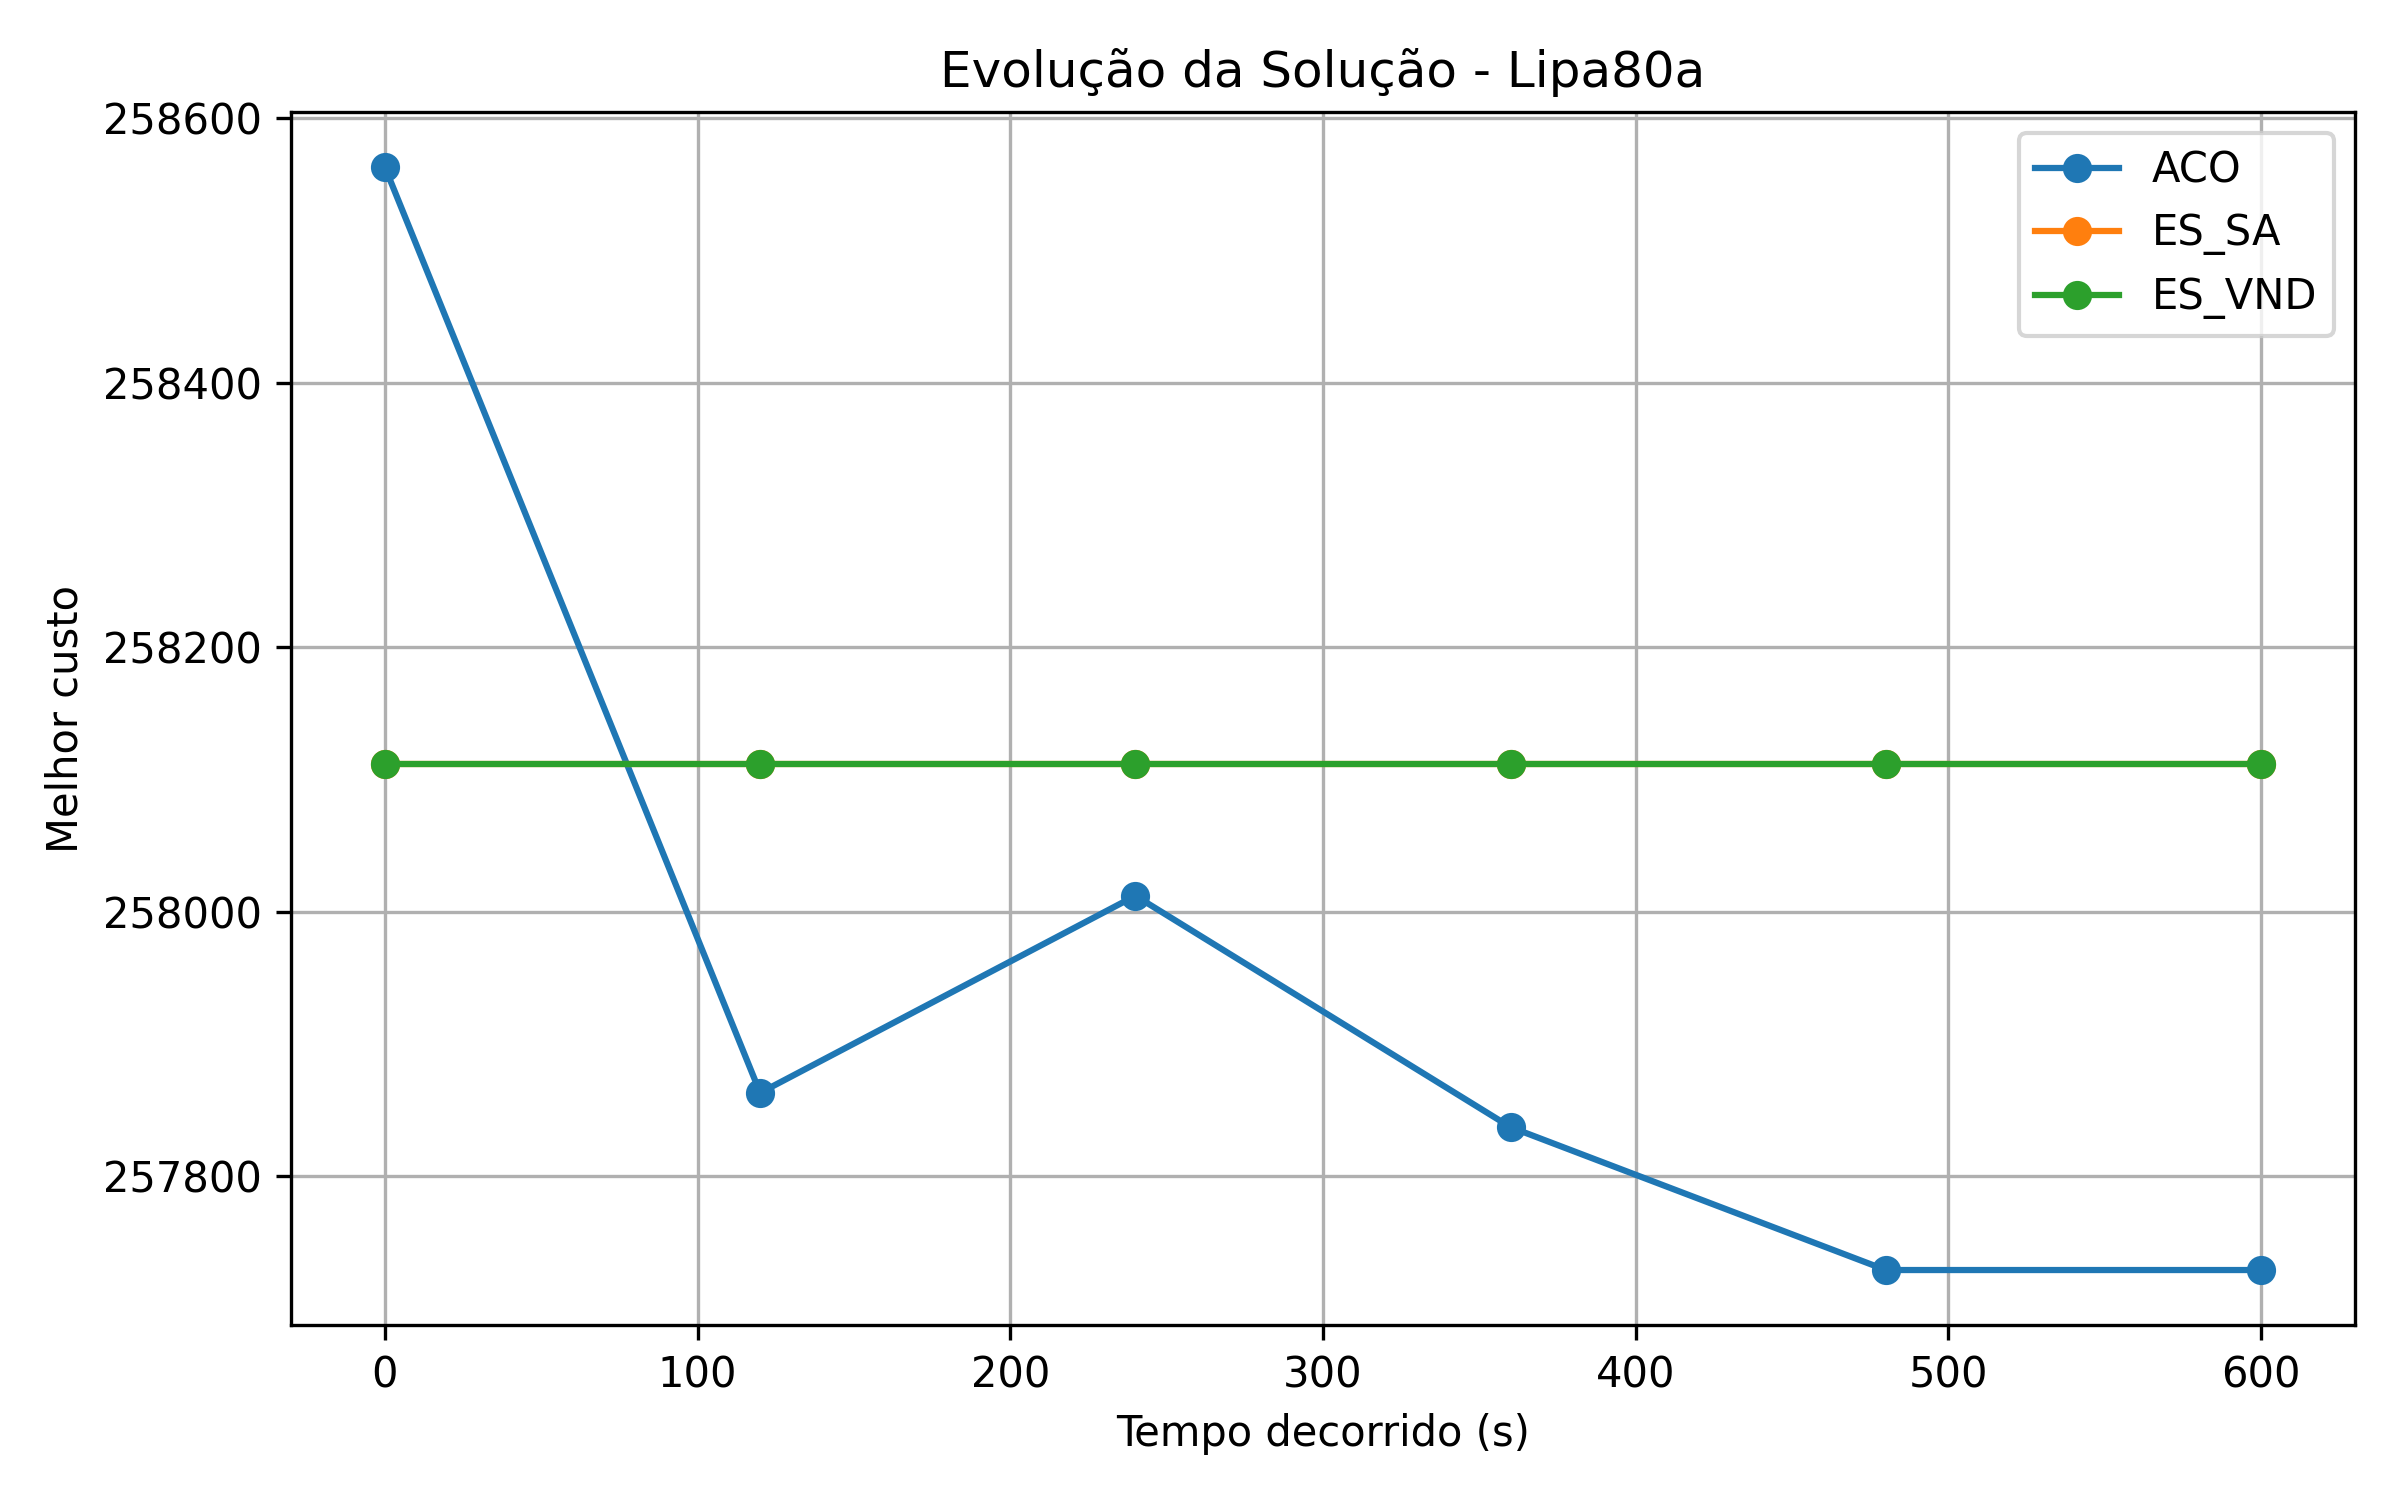 Evolução da Solução - Lipa80a
258600
258400
258200
258000
257800
Melhor custo
ACO
ES_SA
ES_VND
0 100 200 300 400 500 600
Tempo decorrido (s)